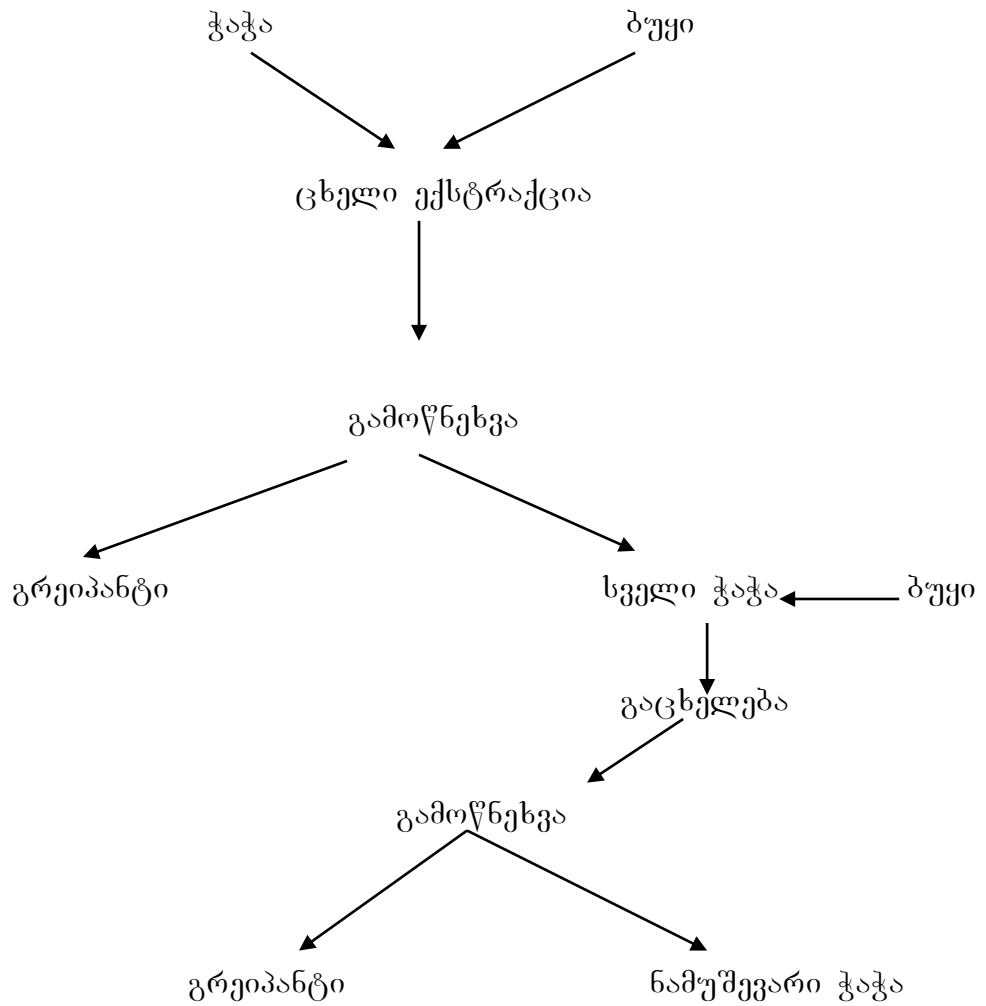 ჭაჭა ბუყი
ცხელი ექსტრაქცია
გამოწნეხვა
გრეიპანტი სველი ჭაჭა ბუყი
გაცხელება
გამოწნეხვა
გრეიპანტი ნამუშევარი ჭაჭა